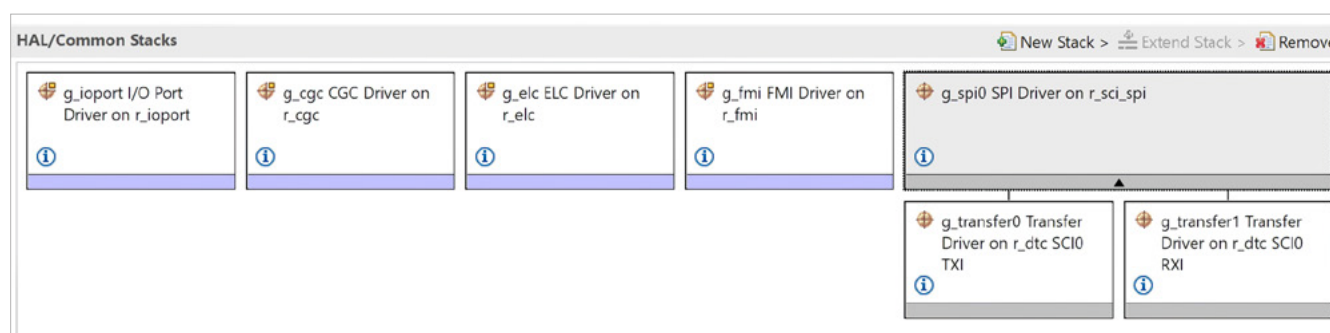 HAL/Common Stacks
New Stack > Extend Stack > Remove
g_ioport I/O Port
Driver on r_ioport
g_cgc CGC Driver on
r_cgc
g_elc ELC Driver on
r_elc
g_fmi FMI Driver on
r_fmi
g_spi0 SPI Driver on r_sci_spi
g_transfer0 Transfer
Driver on r_dtc SCI0
TXI
g_transfer1 Transfer
Driver on r_dtc SCI0
RXI